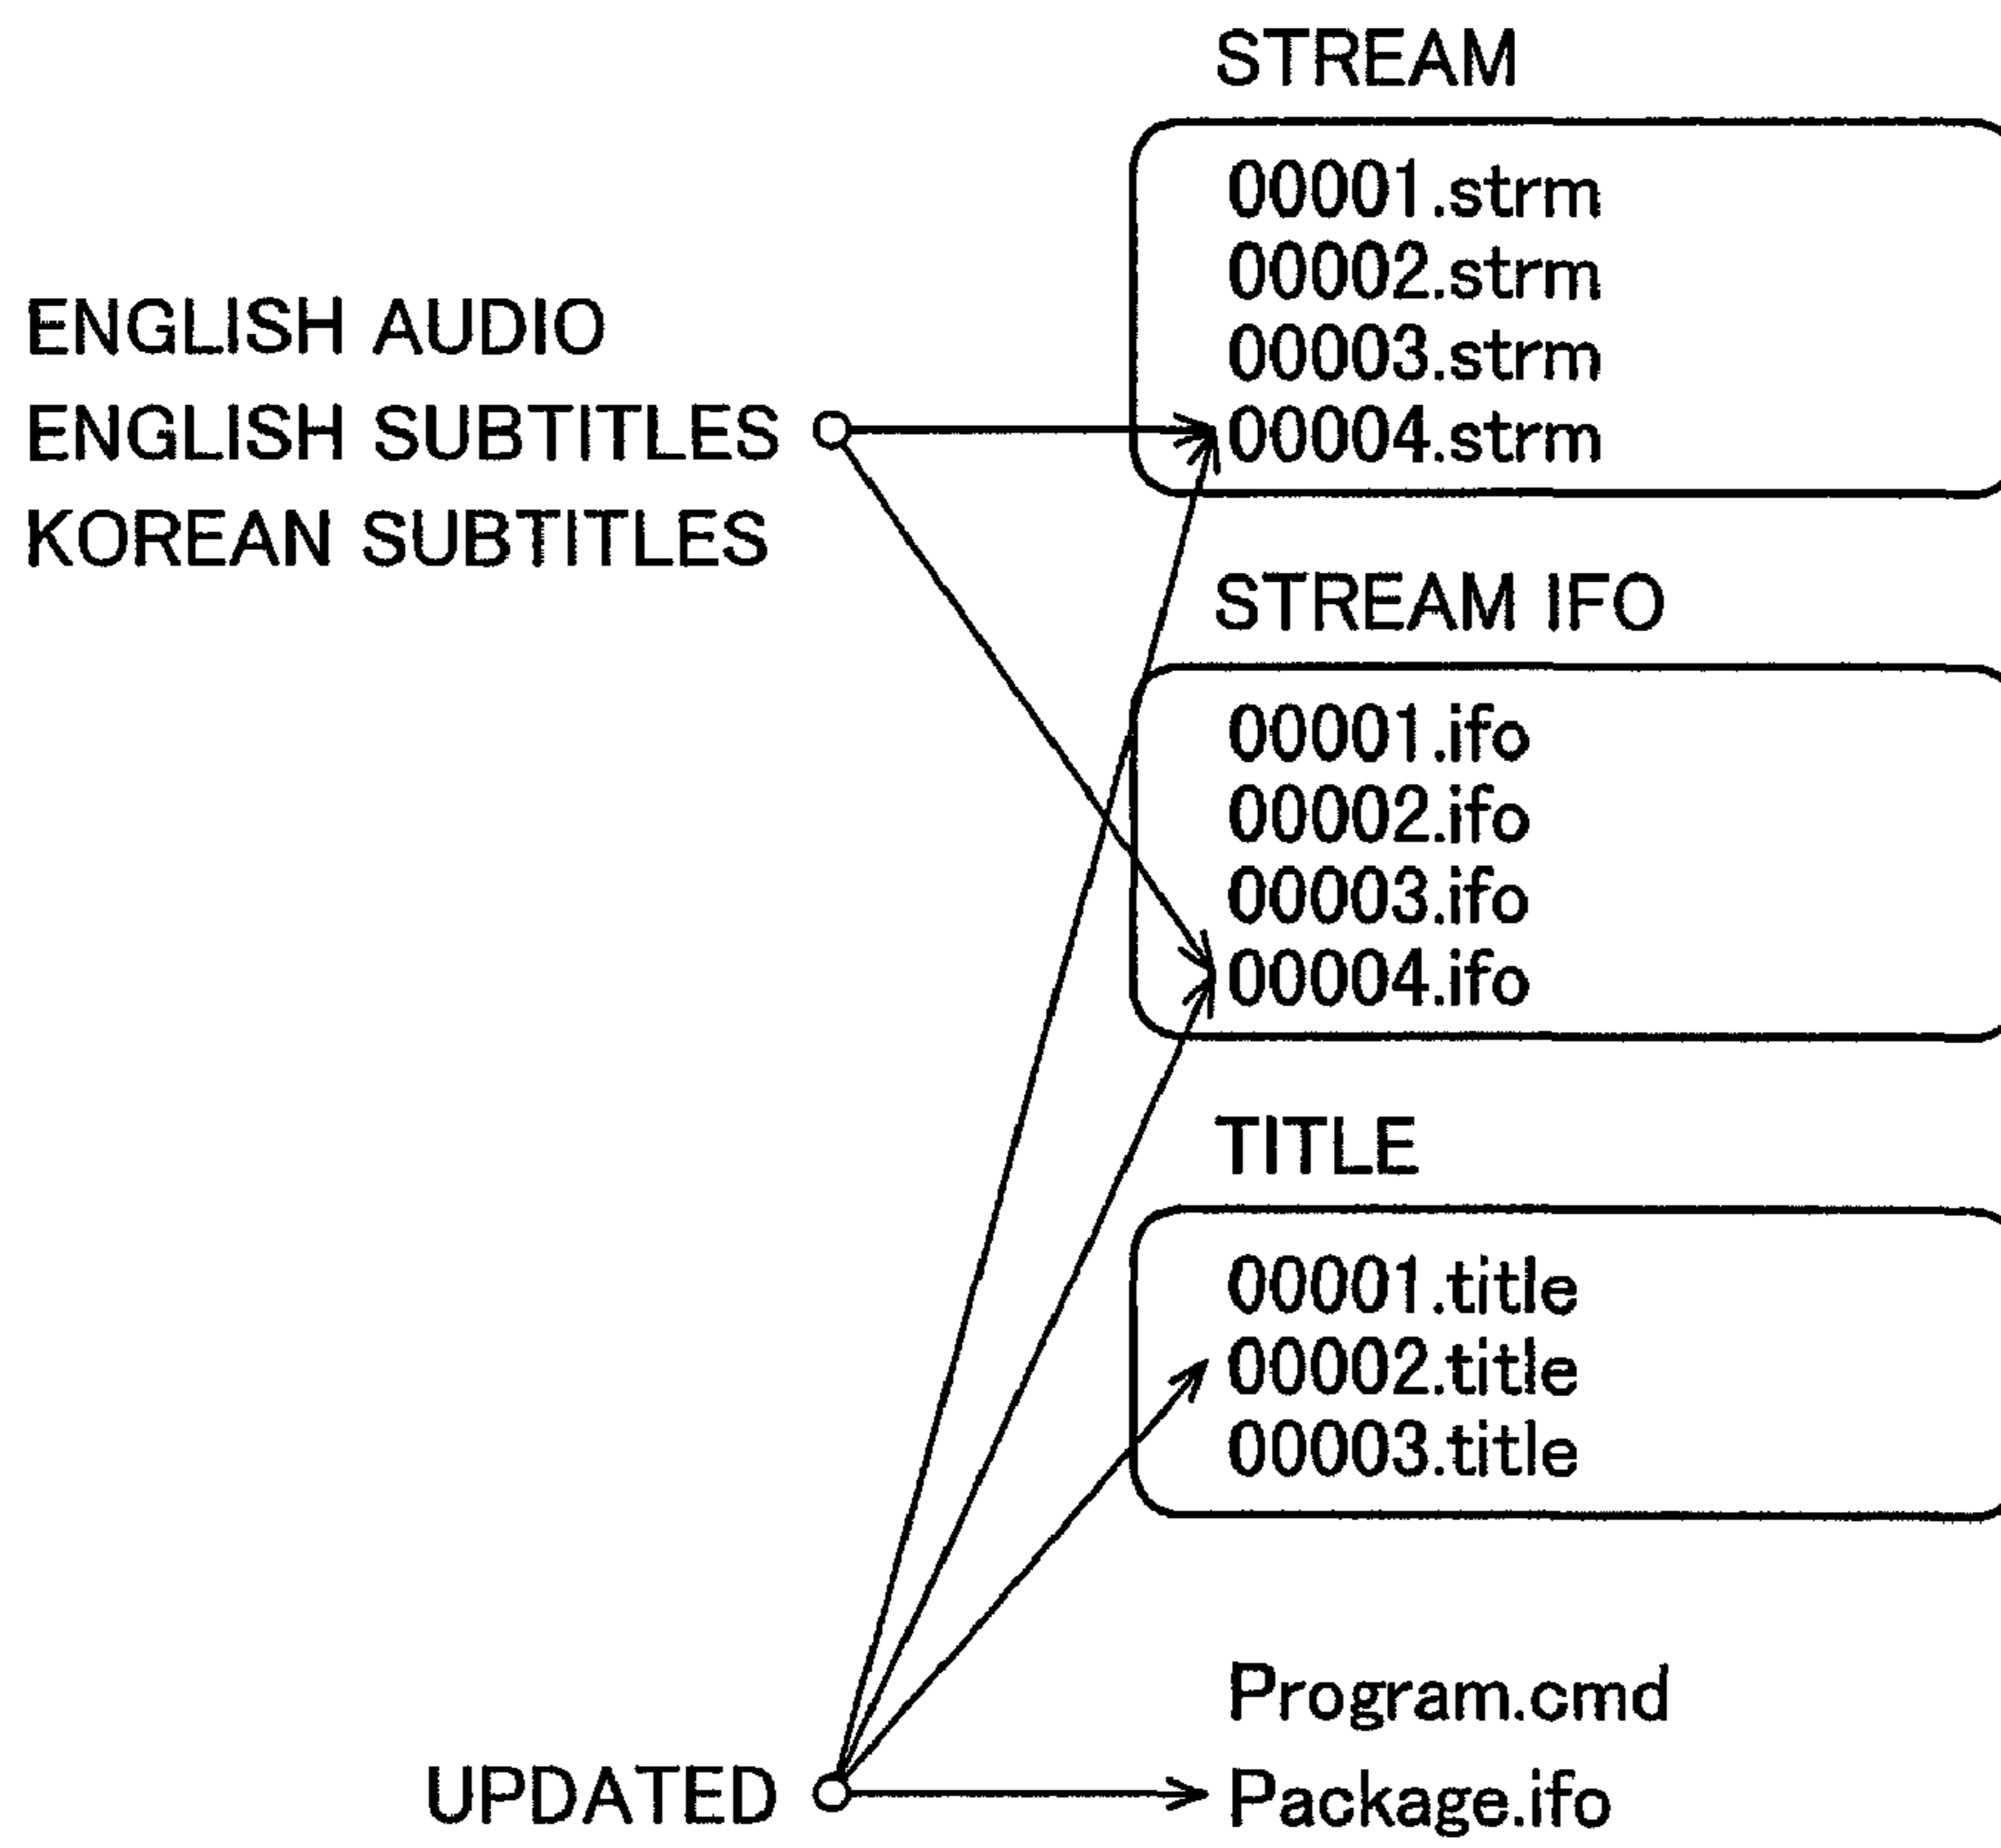 STREAM
00001.strm
00002.strm
00003.strm
00004.strm
ENGLISH AUDIO
ENGLISH SUBTITLES
KOREAN SUBTITLES
STREAM IFO
00001.ifo
00002.ifo
00003.ifo
00004.ifo
TITLE
00001.title
00002.title
00003.title
Program.cmd
UPDATED
Package.ifo